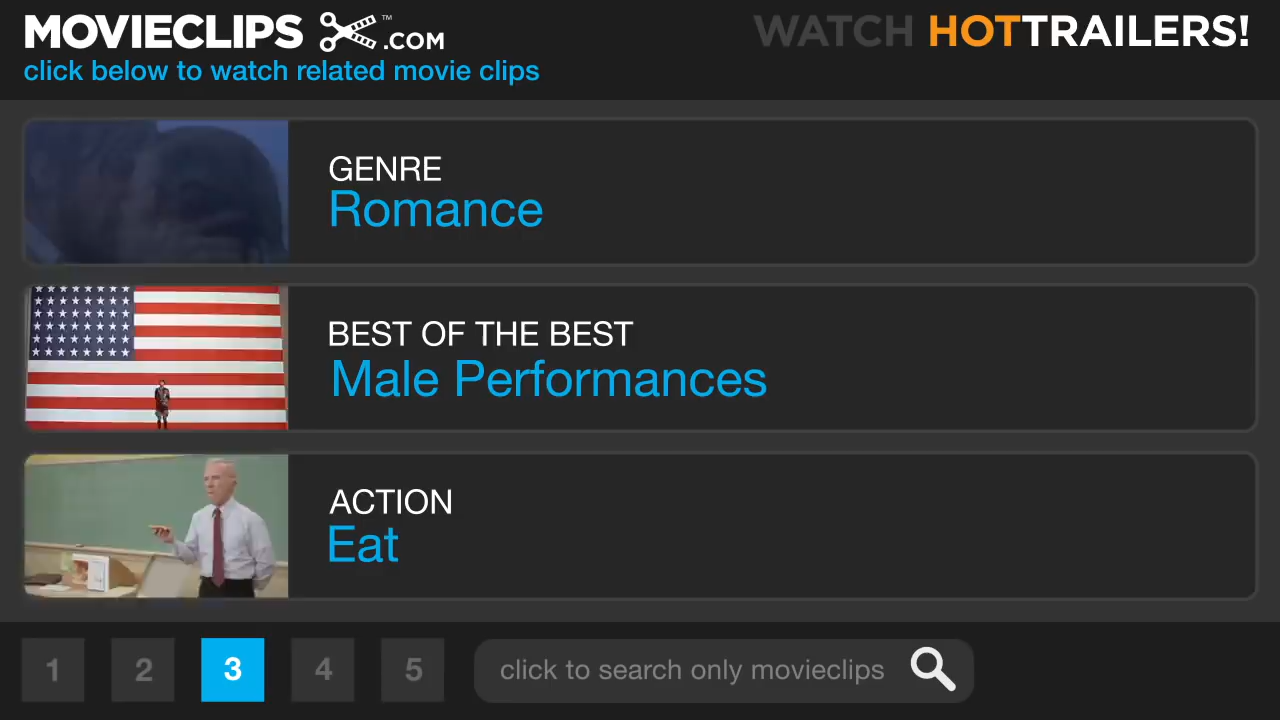 MOVIECLIPS ™ .COM
WATCH HOTTRAILERS!
click below to watch related movie clips
GENRE
Romance
BEST OF THE BEST
Male Performances
ACTION
Eat
1 2 3 4 5
click to search only movieclips